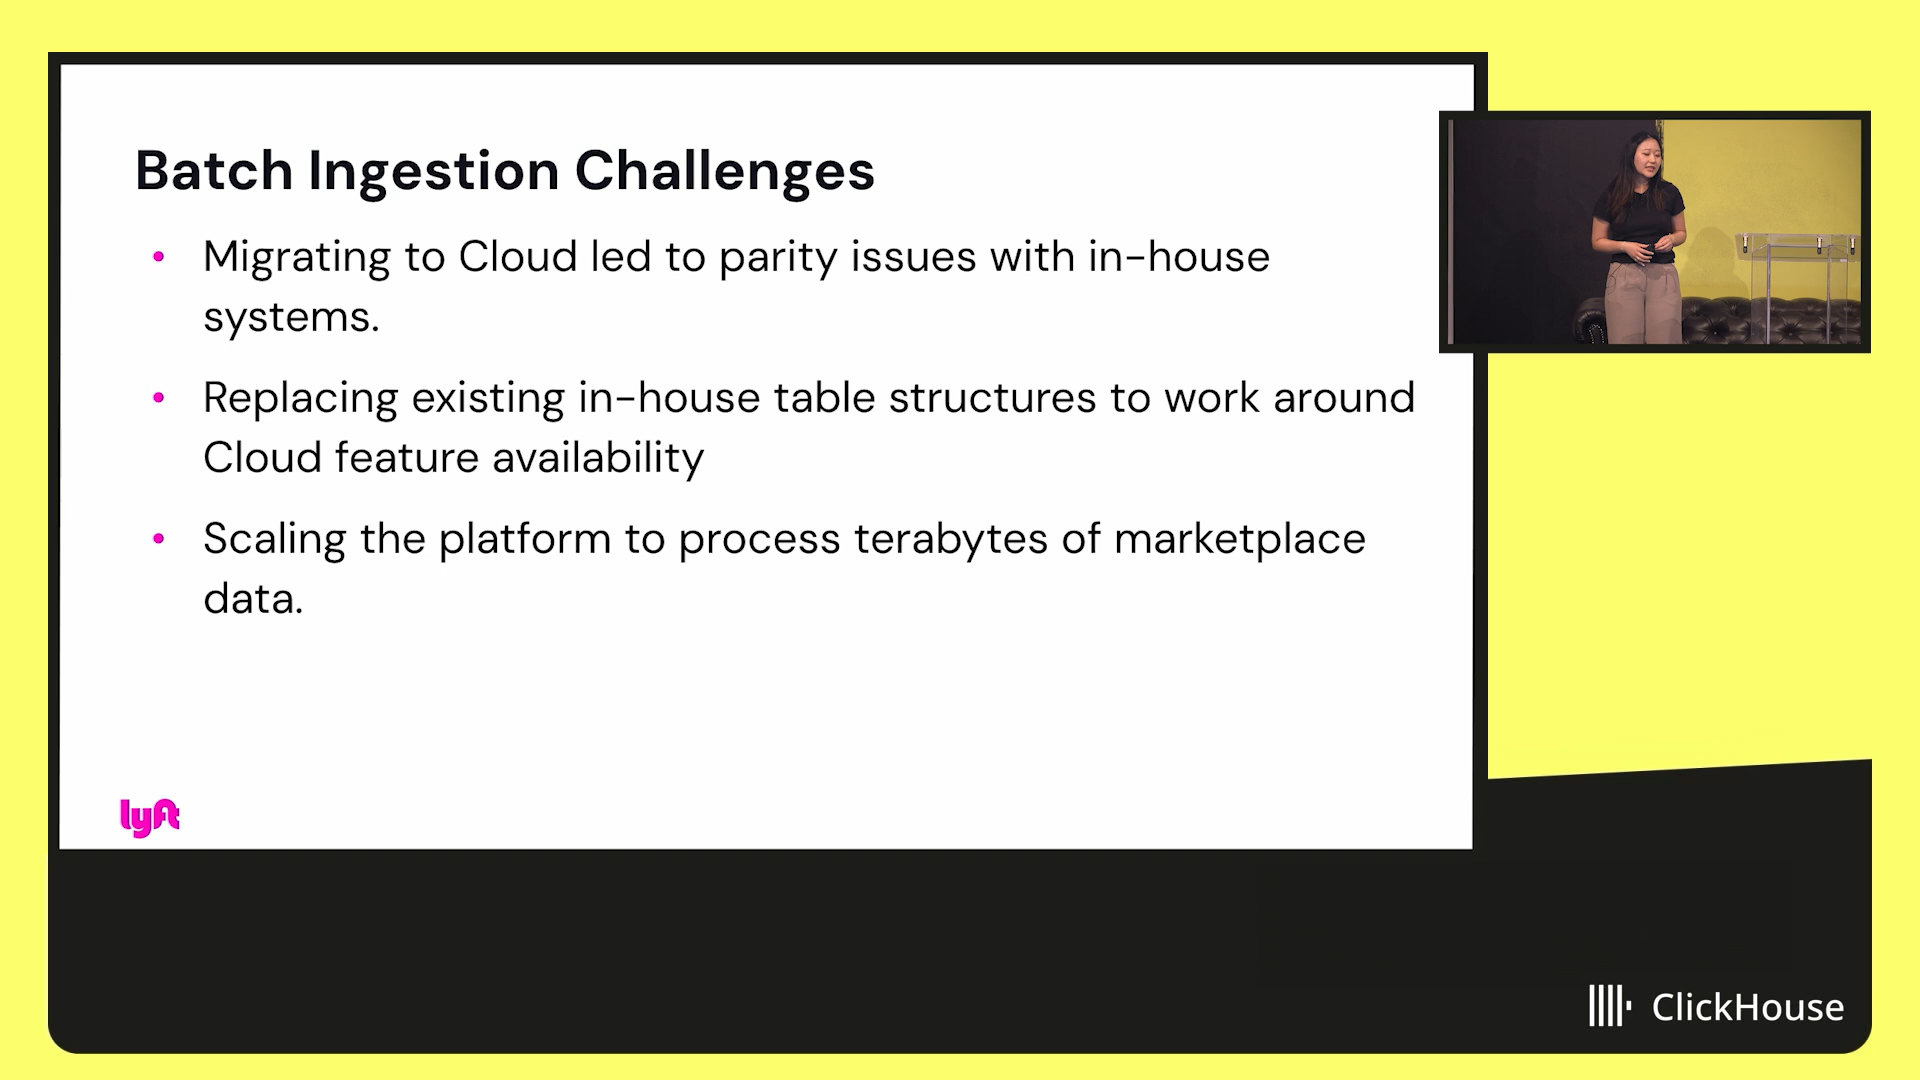 Batch Ingestion Challenges
• Migrating to Cloud led to parity issues with in-house
systems.
• Replacing existing in-house table structures to work around
Cloud feature availability
• Scaling the platform to process terabytes of marketplace
data.
lyft
ClickHouse